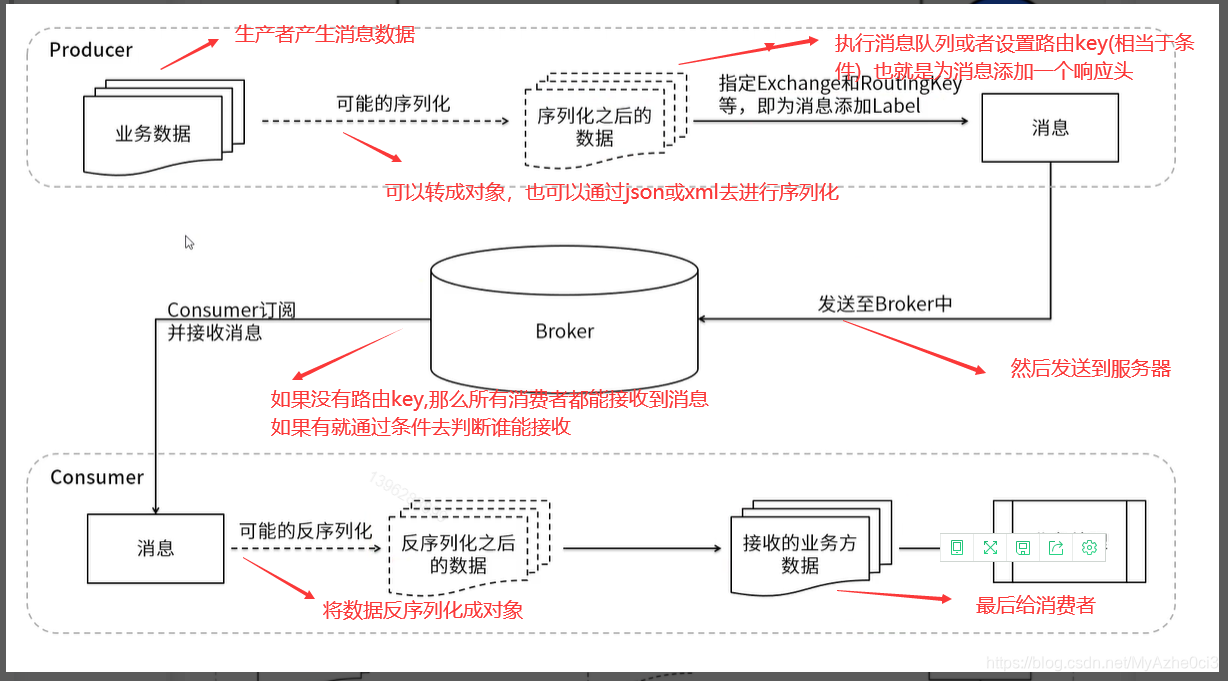 生产者产生消息数据
Producer
执行消息队列或者设置路由key(相当于条
件) 也就是为消息添加一个响应头
可能的序列化
业务数据
序列化之后的
数据
指定Exchange和RoutingKey
等，即为消息添加Label
消息
可以转成对象，也可以通过json或xml去进行序列化
Consumer订阅
并接收消息
Broker
发送至Broker中
然后发送到服务器
如果没有路由key,那么所有消费者都能接收到消息
如果有就通过条件去判断谁能接收
Consumer
消息
可能的反序列化
反序列化之后
的数据
接收的业务方
数据
将数据反序列化成对象
最后给消费者
https://blog.csdn.net/MyAzhe0ci3